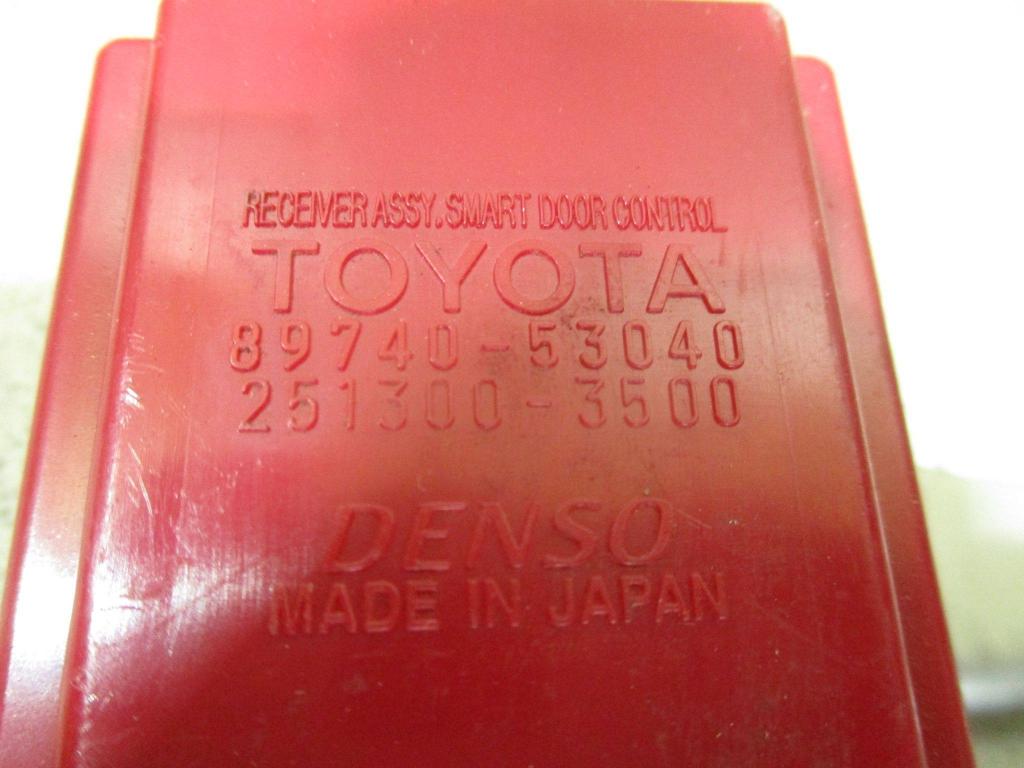 RECEIVER ASSY. SMART DOOR CONTROL
TOYOTA
89740-53040
251300-3500
DENSO
MADE IN JAPAN